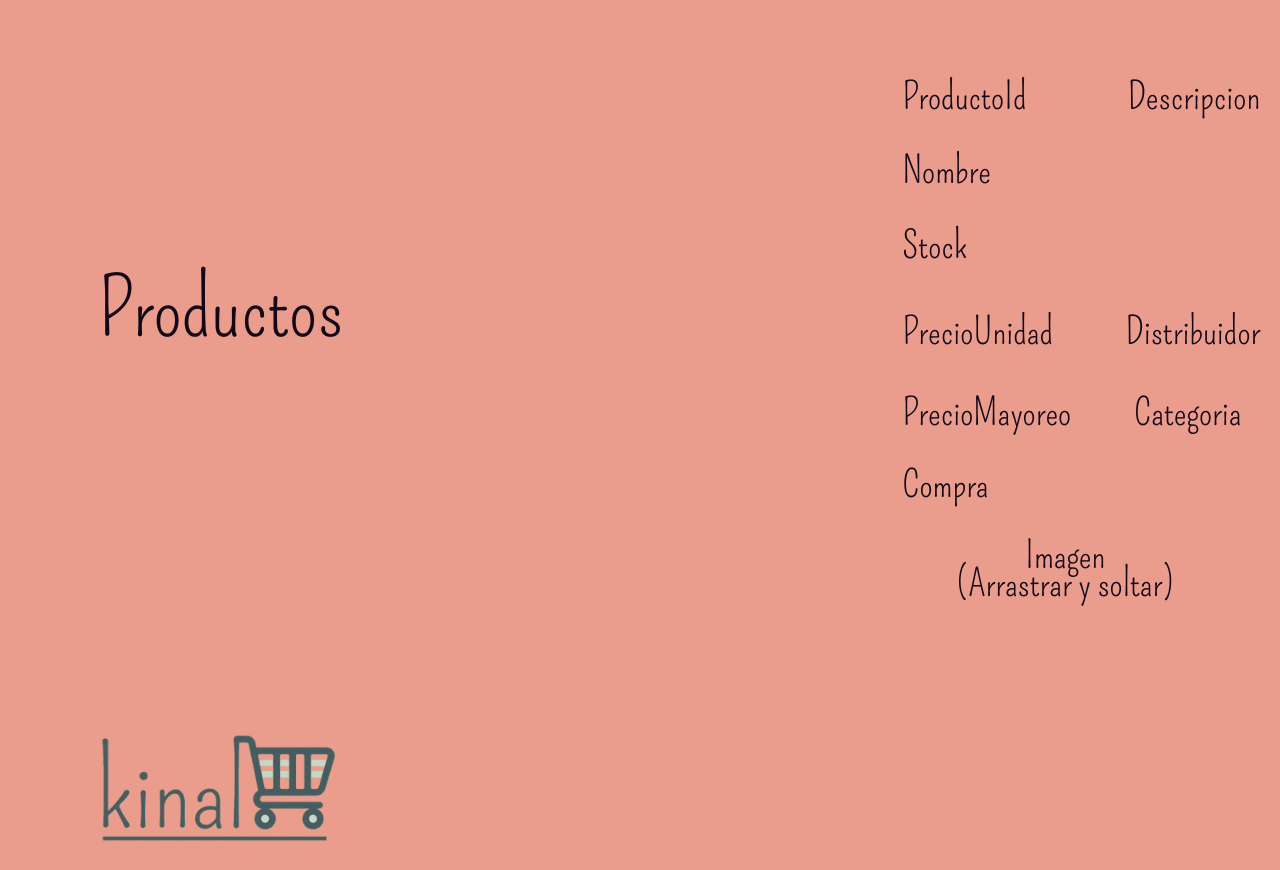 ProductoId
Descripcion
Nombre
Stock
Productos
PrecioUnidad
Distribuidor
PrecioMayoreo
Categoria
Compra
Imagen
(Arrastrar y soltar)
kinal